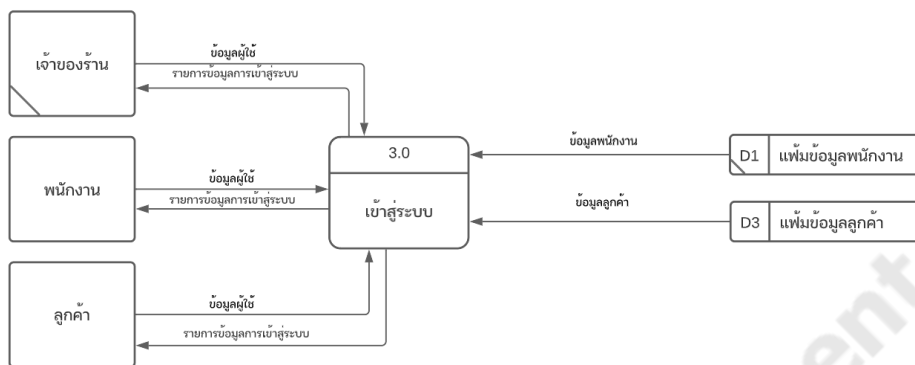 เจ้าของร้าน
ข้อมูลผู้ใช้
รายการข้อมูลการเข้าสู่ระบบ
3.0
เข้าสู่ระบบ
พนักงาน
ข้อมูลผู้ใช้
รายการข้อมูลการเข้าสู่ระบบ
ลูกค้า
ข้อมูลผู้ใช้
รายการข้อมูลการเข้าสู่ระบบ
ข้อมูลพนักงาน
D1 แฟ้มข้อมูลพนักงาน
ข้อมูลลูกค้า
D3 แฟ้มข้อมูลลูกค้า